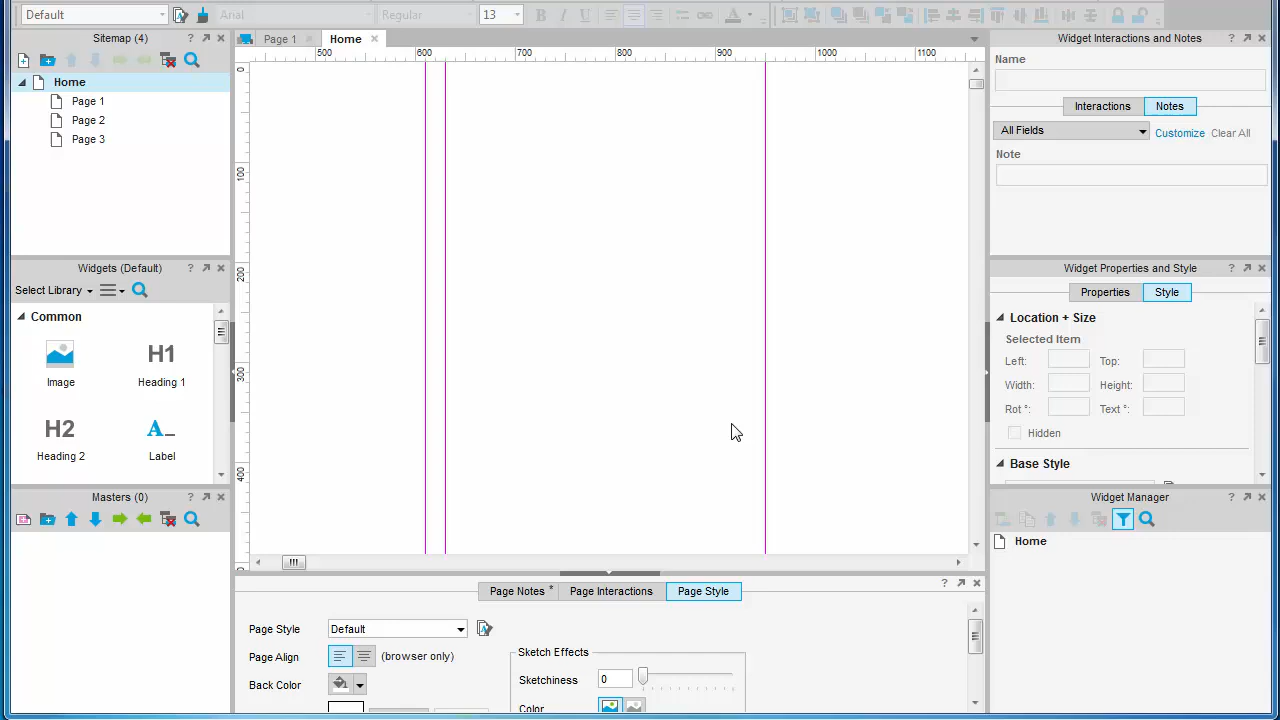 Default Arial Regular 13 B I U A
Sitemap (4) ?
Home
Page 1
Page 2
Page 3
Widgets (Default) ?
Select Library
Common
Image
H1
Heading 1
H2
Heading 2
A_
Label
Masters (0) ?
Page 1 Home
500 600 700 800 900 1000 1100
0
100
200
300
400
Page Notes * Page Interactions Page Style
?
Page Style Default
Page Align (browser only)
Back Color
Sketch Effects
Sketchiness 0
Color
Widget Interactions and Notes ?
Name
Interactions Notes
All Fields Customize Clear All
Note
Widget Properties and Style ?
Properties Style
Location + Size
Selected Item
Left: Top:
Width: Height:
Rot °: Text °:
Hidden
Base Style
Widget Manager ?
Home